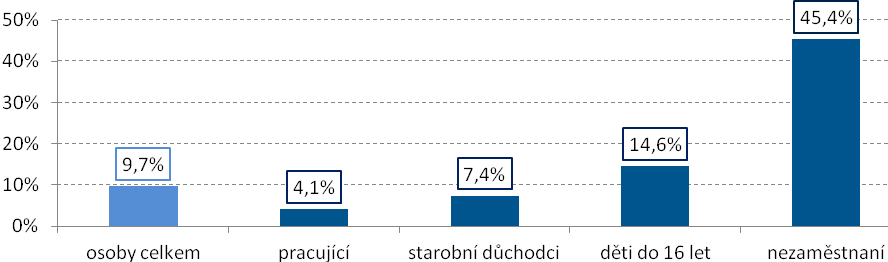 50%
40%
30%
20%
10%
0%
9,7%
4,1%
7,4%
14,6%
45,4%
osoby celkem
pracující
starobní důchodci
děti do 16 let
nezaměstnaní